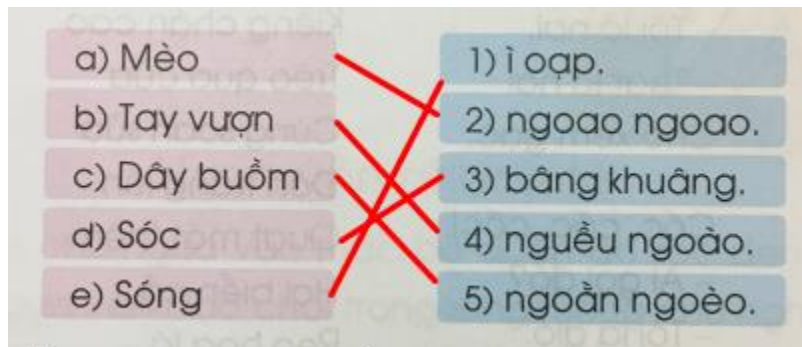 a) Mèo
b) Tay vượn
c) Dây buồm
d) Sóc
e) Sóng
1) ì oạp.
2) ngoao ngoao.
3) bâng khuâng.
4) nguều ngoào.
5) ngoằn ngoèo.